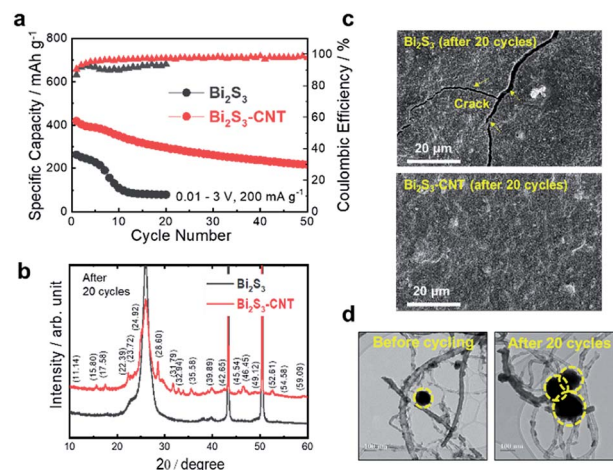 a
Specific Capacity / mAh g⁻¹
800
600
400
200
0
Bi₂S₃
Bi₂S₃-CNT
0.01 - 3 V, 200 mA g⁻¹
100
80
60
40
20
0
Coulombic Efficiency / %
0 10 20 30 40 50
Cycle Number
b
Intensity / arb. unit
After
20 cycles
Bi₂S₃
Bi₂S₃-CNT
(11.14)
(15.80)
(17.58)
(22.39)
(23.72)
(24.92)
(28.60)
(31.79)
(32.94)
(35.58)
(39.89)
(42.65)
(45.54)
(46.45)
(49.12)
(52.61)
(54.58)
(59.09)
10 20 30 40 50 60
2θ / degree
c
Bi₂S₃ (after 20 cycles)
Crack
20 μm
Bi₂S₃-CNT (after 20 cycles)
20 μm
d
Before cycling
100 nm
After 20 cycles
100 nm